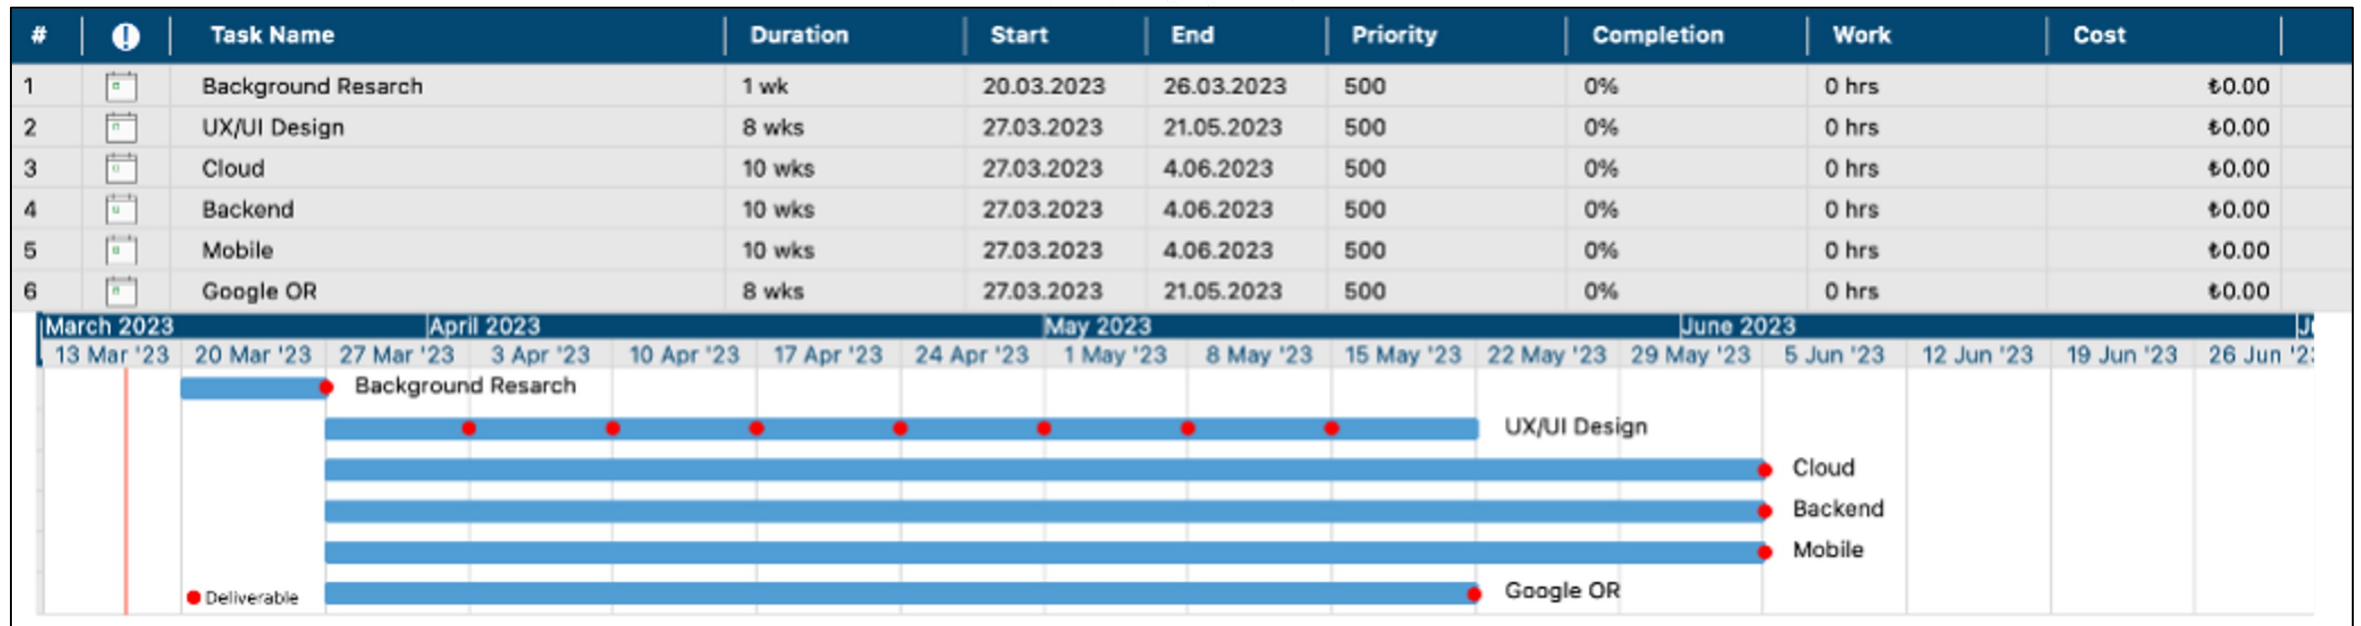 # ! Task Name Duration Start End Priority Completion Work Cost
1 Background Resarch 1 wk 20.03.2023 26.03.2023 500 0% 0 hrs ₺0.00
2 UX/UI Design 8 wks 27.03.2023 21.05.2023 500 0% 0 hrs ₺0.00
3 Cloud 10 wks 27.03.2023 4.06.2023 500 0% 0 hrs ₺0.00
4 Backend 10 wks 27.03.2023 4.06.2023 500 0% 0 hrs ₺0.00
5 Mobile 10 wks 27.03.2023 4.06.2023 500 0% 0 hrs ₺0.00
6 Google OR 8 wks 27.03.2023 21.05.2023 500 0% 0 hrs ₺0.00
March 2023 April 2023 May 2023 June 2023
13 Mar '23 20 Mar '23 27 Mar '23 3 Apr '23 10 Apr '23 17 Apr '23 24 Apr '23 1 May '23 8 May '23 15 May '23 22 May '23 29 May '23 5 Jun '23 12 Jun '23 19 Jun '23 26 Jun
Background Resarch
UX/UI Design
Cloud
Backend
Mobile
Deliverable Google OR